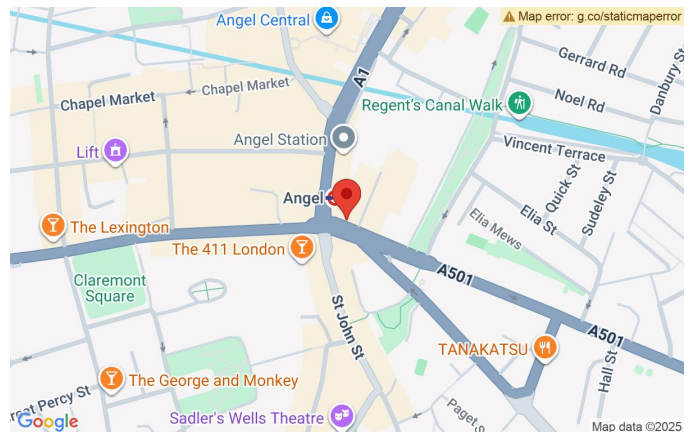 Angel Central
Map error: g.co/staticmaperror
A1
Gerrard Rd
Danbury St
Chapel Market
Chapel Market
Regent's Canal Walk
Noel Rd
Angel Station
Lift
Vincent Terrace
Quick St
Sudeley St
Angel
Elia St
Elia Mews
The Lexington
The 411 London
A501
Claremont
Square
St John St
A501
TANAKATSU
Hall St
The George and Monkey
Percy St
Paget
Google
Sadler's Wells Theatre
Map data ©2025